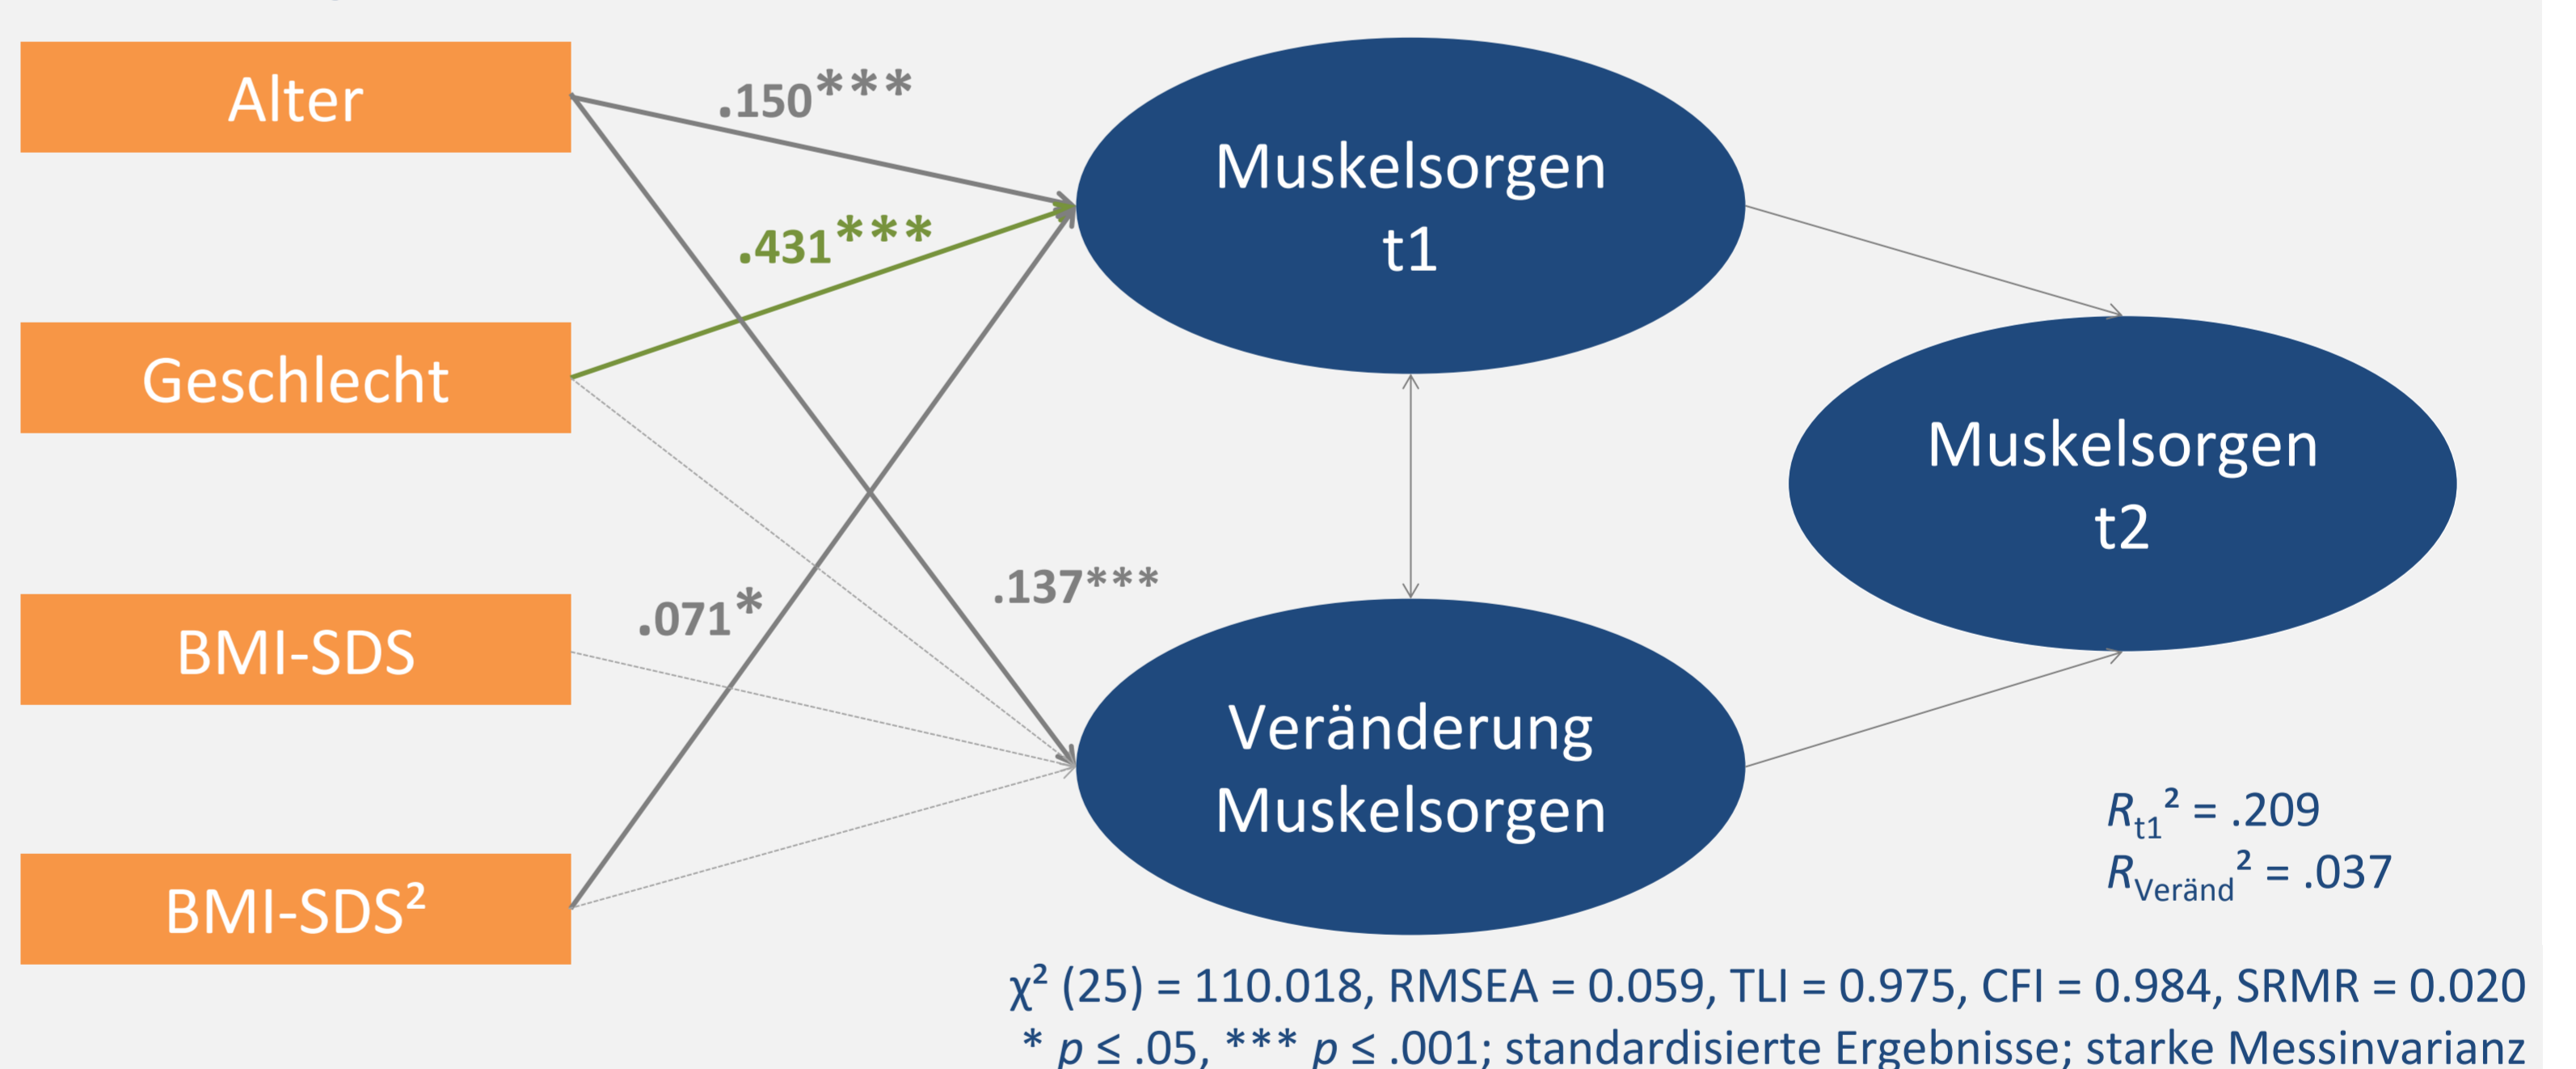 Alter
.150***
Muskelsorgen
t1
.431***
Geschlecht
Muskelsorgen
t2
BMI-SDS
.071*
.137***
Veränderung
Muskelsorgen
BMI-SDS²
Rt1² = .209
RVeränd² = .037
χ² (25) = 110.018, RMSEA = 0.059, TLI = 0.975, CFI = 0.984, SRMR = 0.020
* p ≤ .05, *** p ≤ .001; standardisierte Ergebnisse; starke Messinvarianz